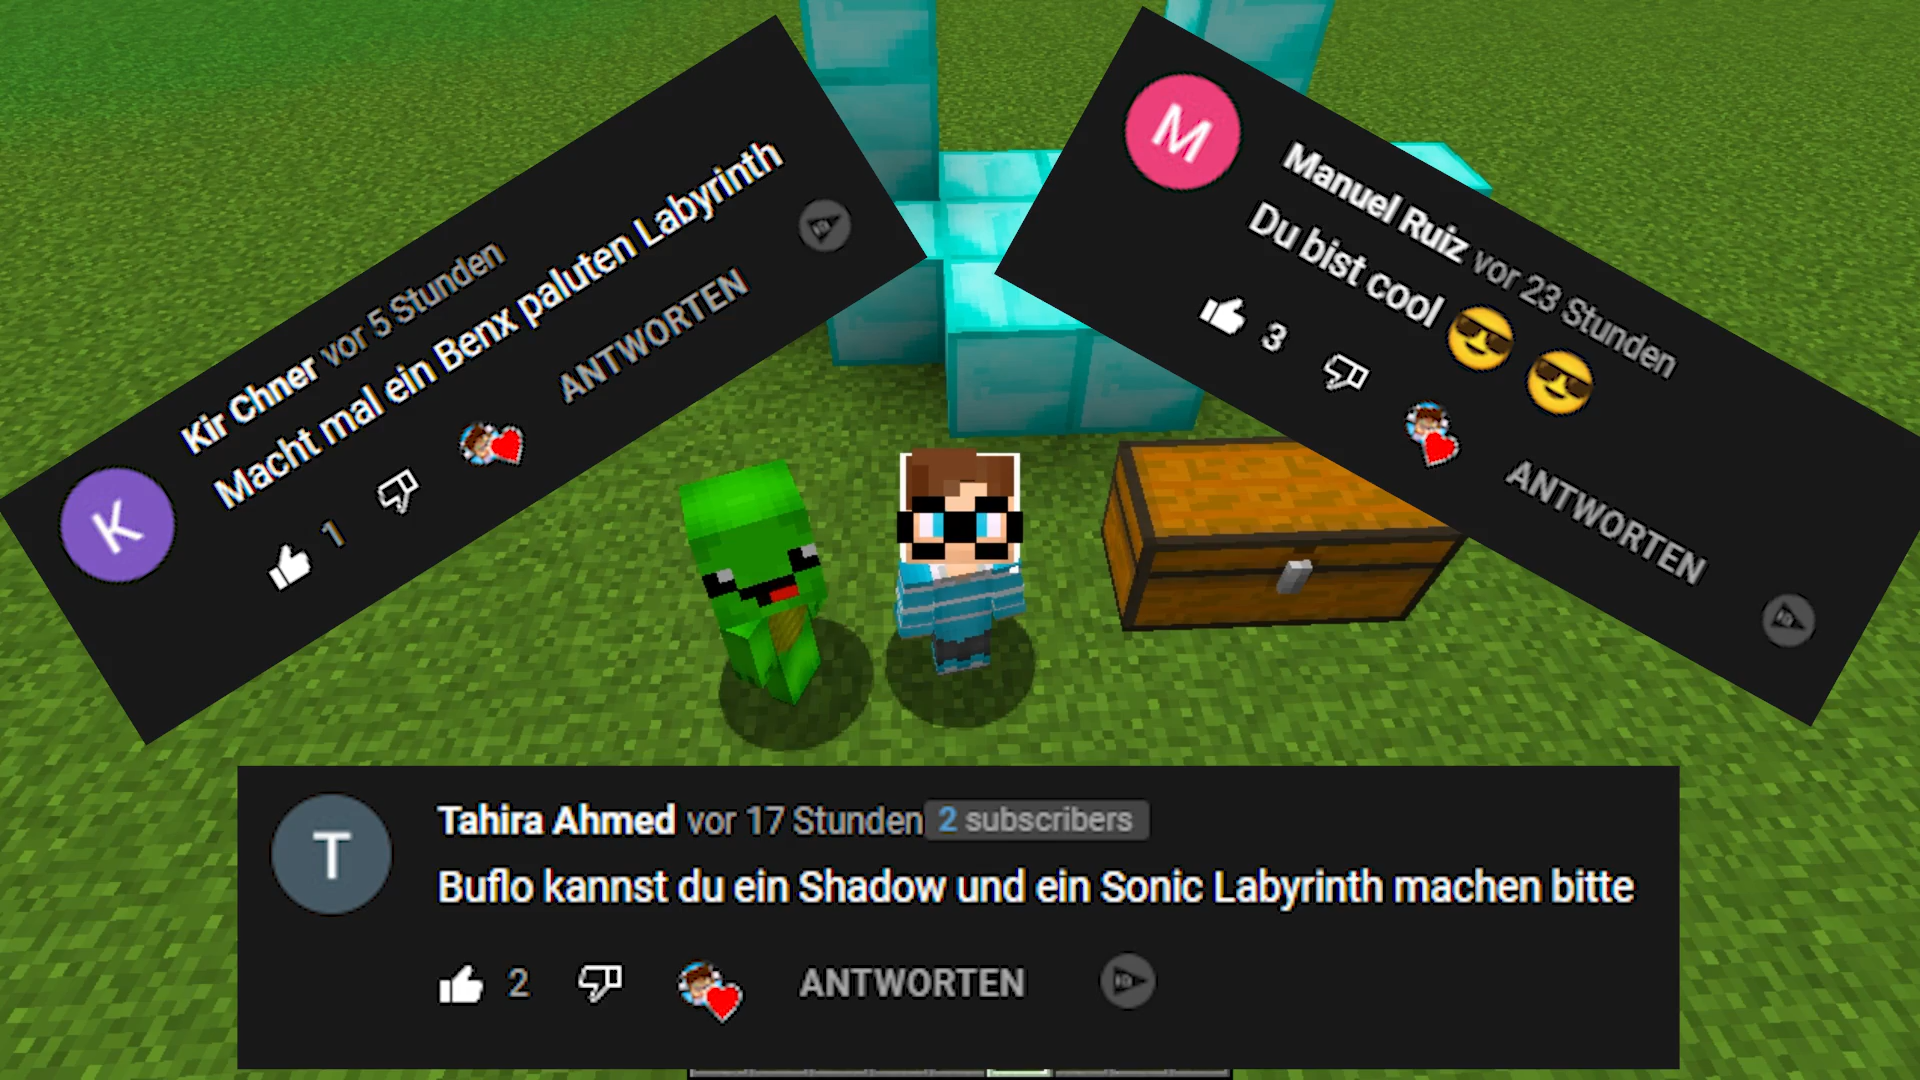 K
Kir Chner vor 5 Stunden
Macht mal ein Benx paluten Labyrinth
1
ANTWORTEN
M
Manuel Ruiz vor 23 Stunden
Du bist cool 😎 😎
3
ANTWORTEN
T
Tahira Ahmed vor 17 Stunden 2 subscribers
Buflo kannst du ein Shadow und ein Sonic Labyrinth machen bitte
2 ANTWORTEN